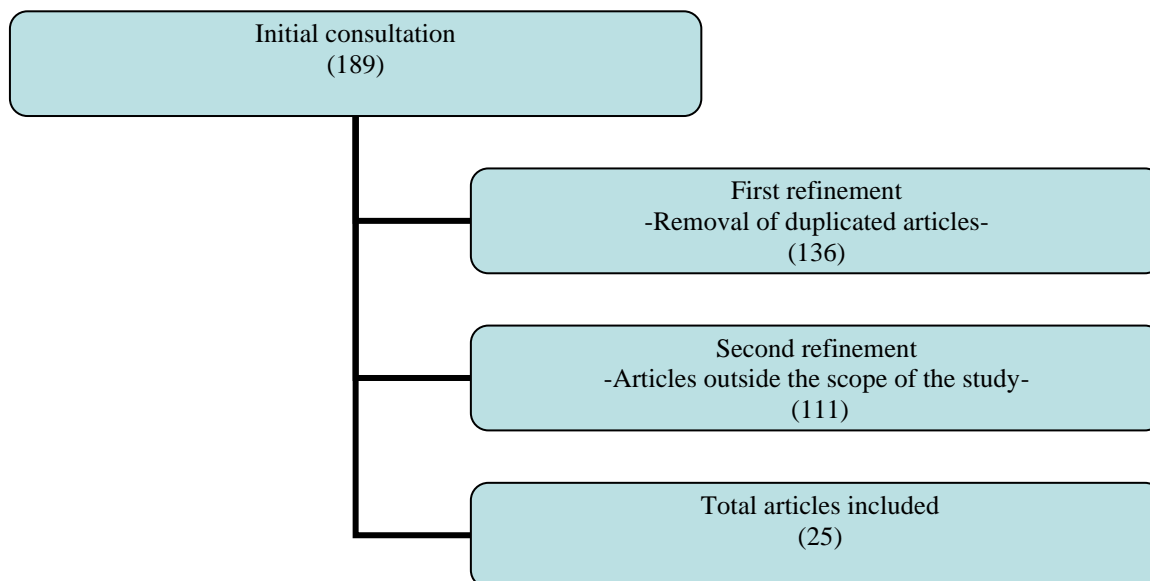 Initial consultation
(189)
First refinement
-Removal of duplicated articles-
(136)
Second refinement
-Articles outside the scope of the study-
(111)
Total articles included
(25)